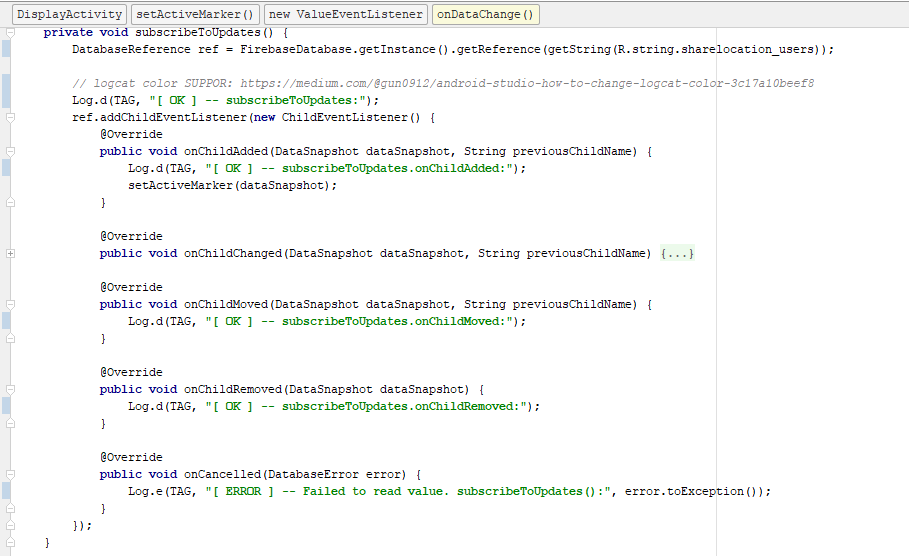 DisplayActivity setActiveMarker() new ValueEventListener onDataChange()
private void subscribeToUpdates() {
DatabaseReference ref = FirebaseDatabase.getInstance().getReference(getString(R.string.sharelocation_users));
// logcat color SUPPOR: https://medium.com/@gun0912/android-studio-how-to-change-logcat-color-3c17a10beef8
Log.d(TAG, "[ OK ] -- subscribeToUpdates:");
ref.addChildEventListener(new ChildEventListener() {
@Override
public void onChildAdded(DataSnapshot dataSnapshot, String previousChildName) {
Log.d(TAG, "[ OK ] -- subscribeToUpdates.onChildAdded:");
setActiveMarker(dataSnapshot);
}
@Override
public void onChildChanged(DataSnapshot dataSnapshot, String previousChildName) {...}
@Override
public void onChildMoved(DataSnapshot dataSnapshot, String previousChildName) {
Log.d(TAG, "[ OK ] -- subscribeToUpdates.onChildMoved:");
}
@Override
public void onChildRemoved(DataSnapshot dataSnapshot) {
Log.d(TAG, "[ OK ] -- subscribeToUpdates.onChildRemoved:");
}
@Override
public void onCancelled(DatabaseError error) {
Log.e(TAG, "[ ERROR ] -- Failed to read value. subscribeToUpdates():", error.toException());
}
});
}